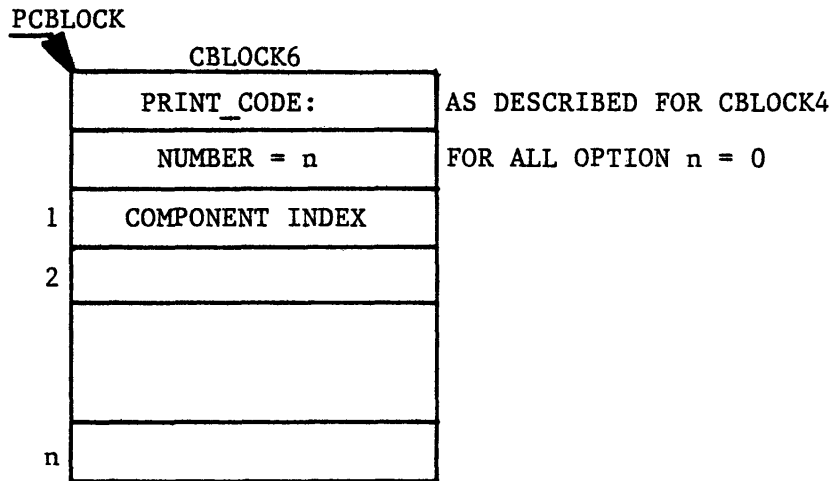 PCBLOCK
CBLOCK6
PRINT_CODE: AS DESCRIBED FOR CBLOCK4
NUMBER = n FOR ALL OPTION n = 0
1 COMPONENT INDEX
2
n